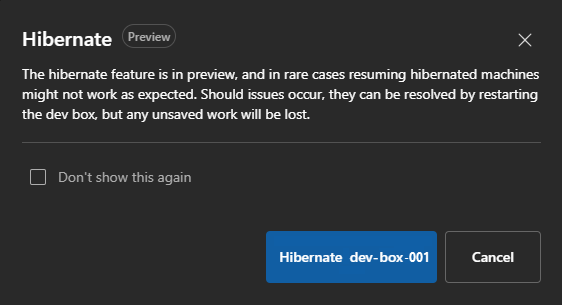 Hibernate Preview
The hibernate feature is in preview, and in rare cases resuming hibernated machines
might not work as expected. Should issues occur, they can be resolved by restarting
the dev box, but any unsaved work will be lost.
Don't show this again
Hibernate dev-box-001 Cancel